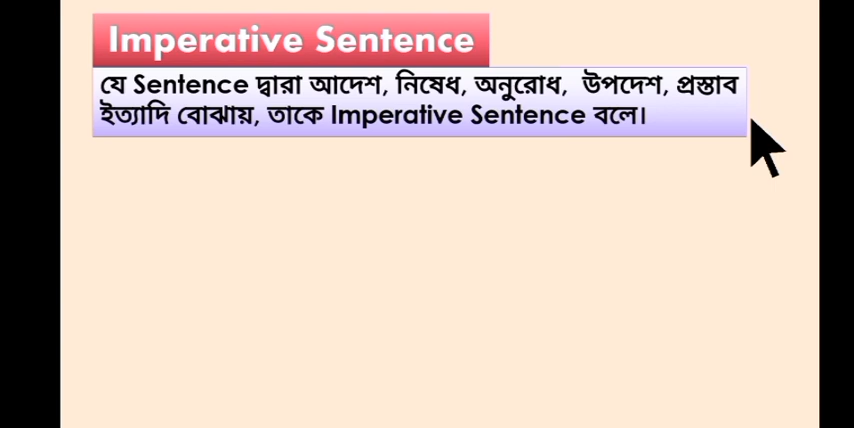 Imperative Sentence
যে Sentence দ্বারা আদেশ, নিষেধ, অনুরোধ, উপদেশ, প্রস্তাব
ইত্যাদি বোঝায়, তাকে Imperative Sentence বলে।